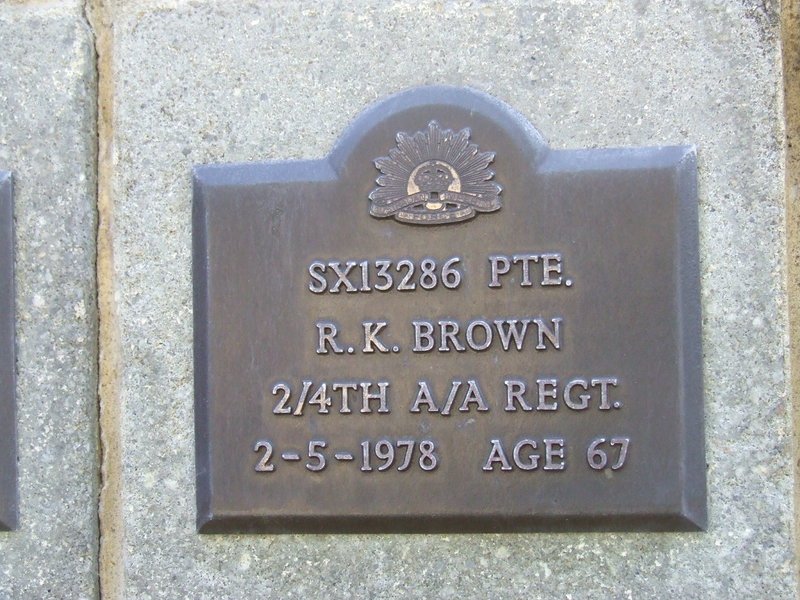 SX13286 PTE.
R.K. BROWN
2/4TH A/A REGT.
2-5-1978 AGE 67